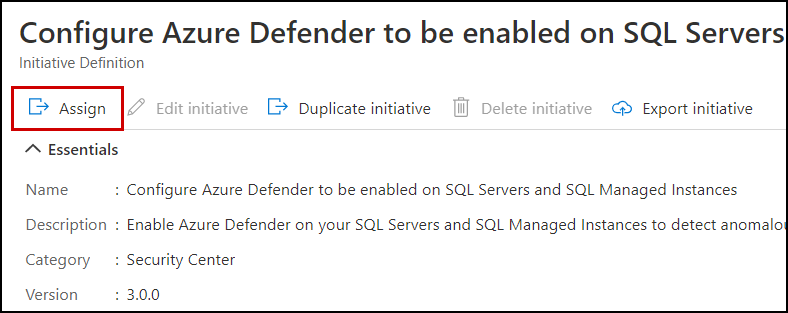 Configure Azure Defender to be enabled on SQL Servers
Initiative Definition
Assign Edit initiative Duplicate initiative Delete initiative Export initiative
Essentials
Name : Configure Azure Defender to be enabled on SQL Servers and SQL Managed Instances
Description : Enable Azure Defender on your SQL Servers and SQL Managed Instances to detect anomalou
Category : Security Center
Version : 3.0.0